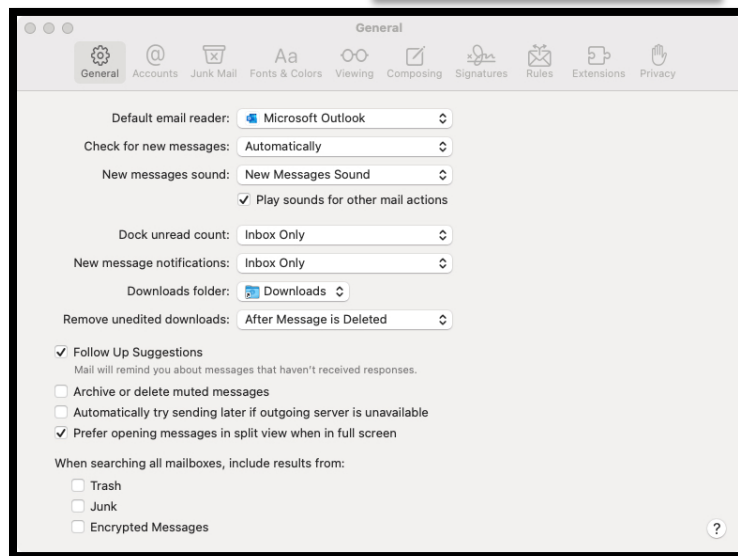 General
General Accounts Junk Mail Fonts & Colors Viewing Composing Signatures Rules Extensions Privacy
Default email reader: Microsoft Outlook
Check for new messages: Automatically
New messages sound: New Messages Sound
Play sounds for other mail actions
Dock unread count: Inbox Only
New message notifications: Inbox Only
Downloads folder: Downloads
Remove unedited downloads: After Message is Deleted
Follow Up Suggestions
Mail will remind you about messages that haven't received responses.
Archive or delete muted messages
Automatically try sending later if outgoing server is unavailable
Prefer opening messages in split view when in full screen
When searching all mailboxes, include results from:
Trash
Junk
Encrypted Messages
?